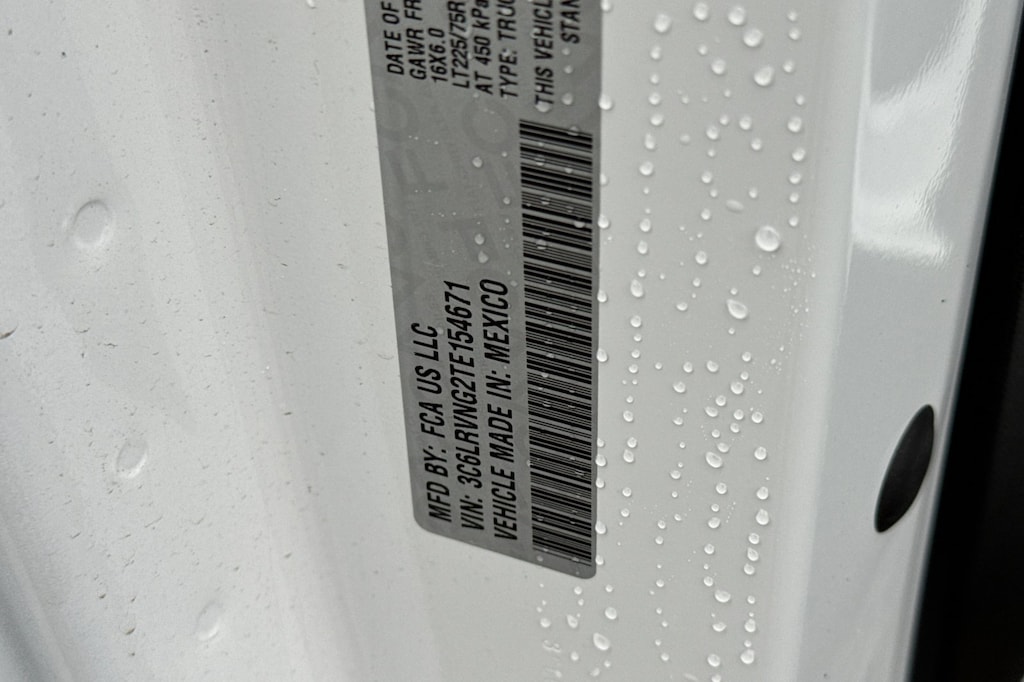 DATE OF
GAWR FR
16X6.0
LT225/75R
AT 450 kPa
TYPE: TRUC
THIS VEHICL
STAN
MFD BY: FCA US LLC
VIN: 3C6LRVNG2TE154671
VEHICLE MADE IN: MEXICO